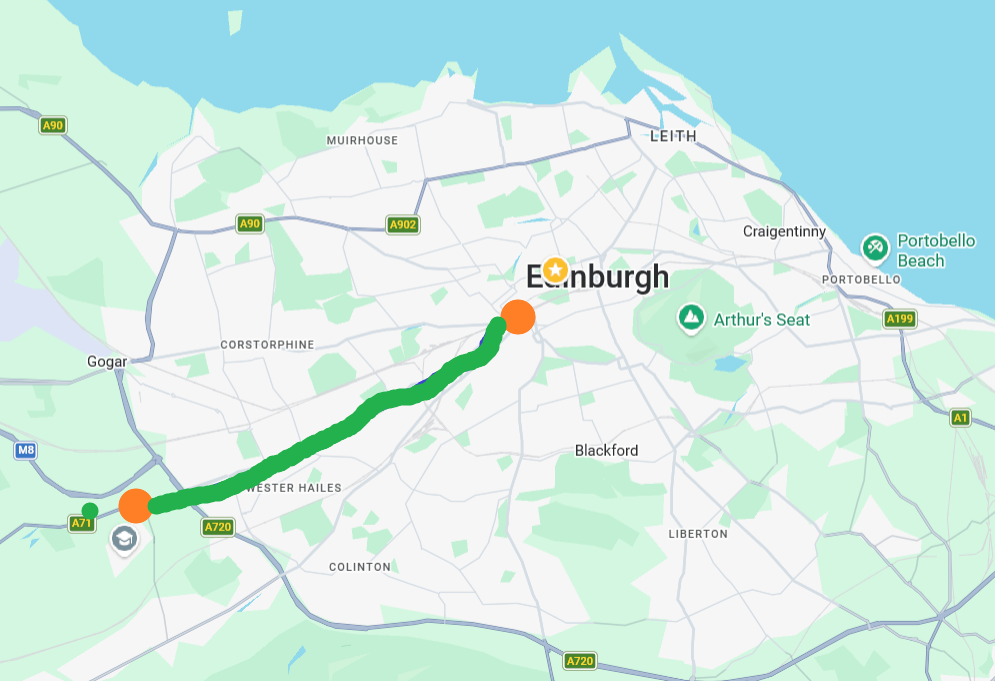 A90
MUIRHOUSE
LEITH
A90
A902
Craigentinny
Portobello
Beach
PORTOBELLO
Edinburgh
Arthur's Seat
A199
CORSTORPHINE
Gogar
A1
M8
Blackford
WESTER HAILES
A71
A720
LIBERTON
COLINTON
A720